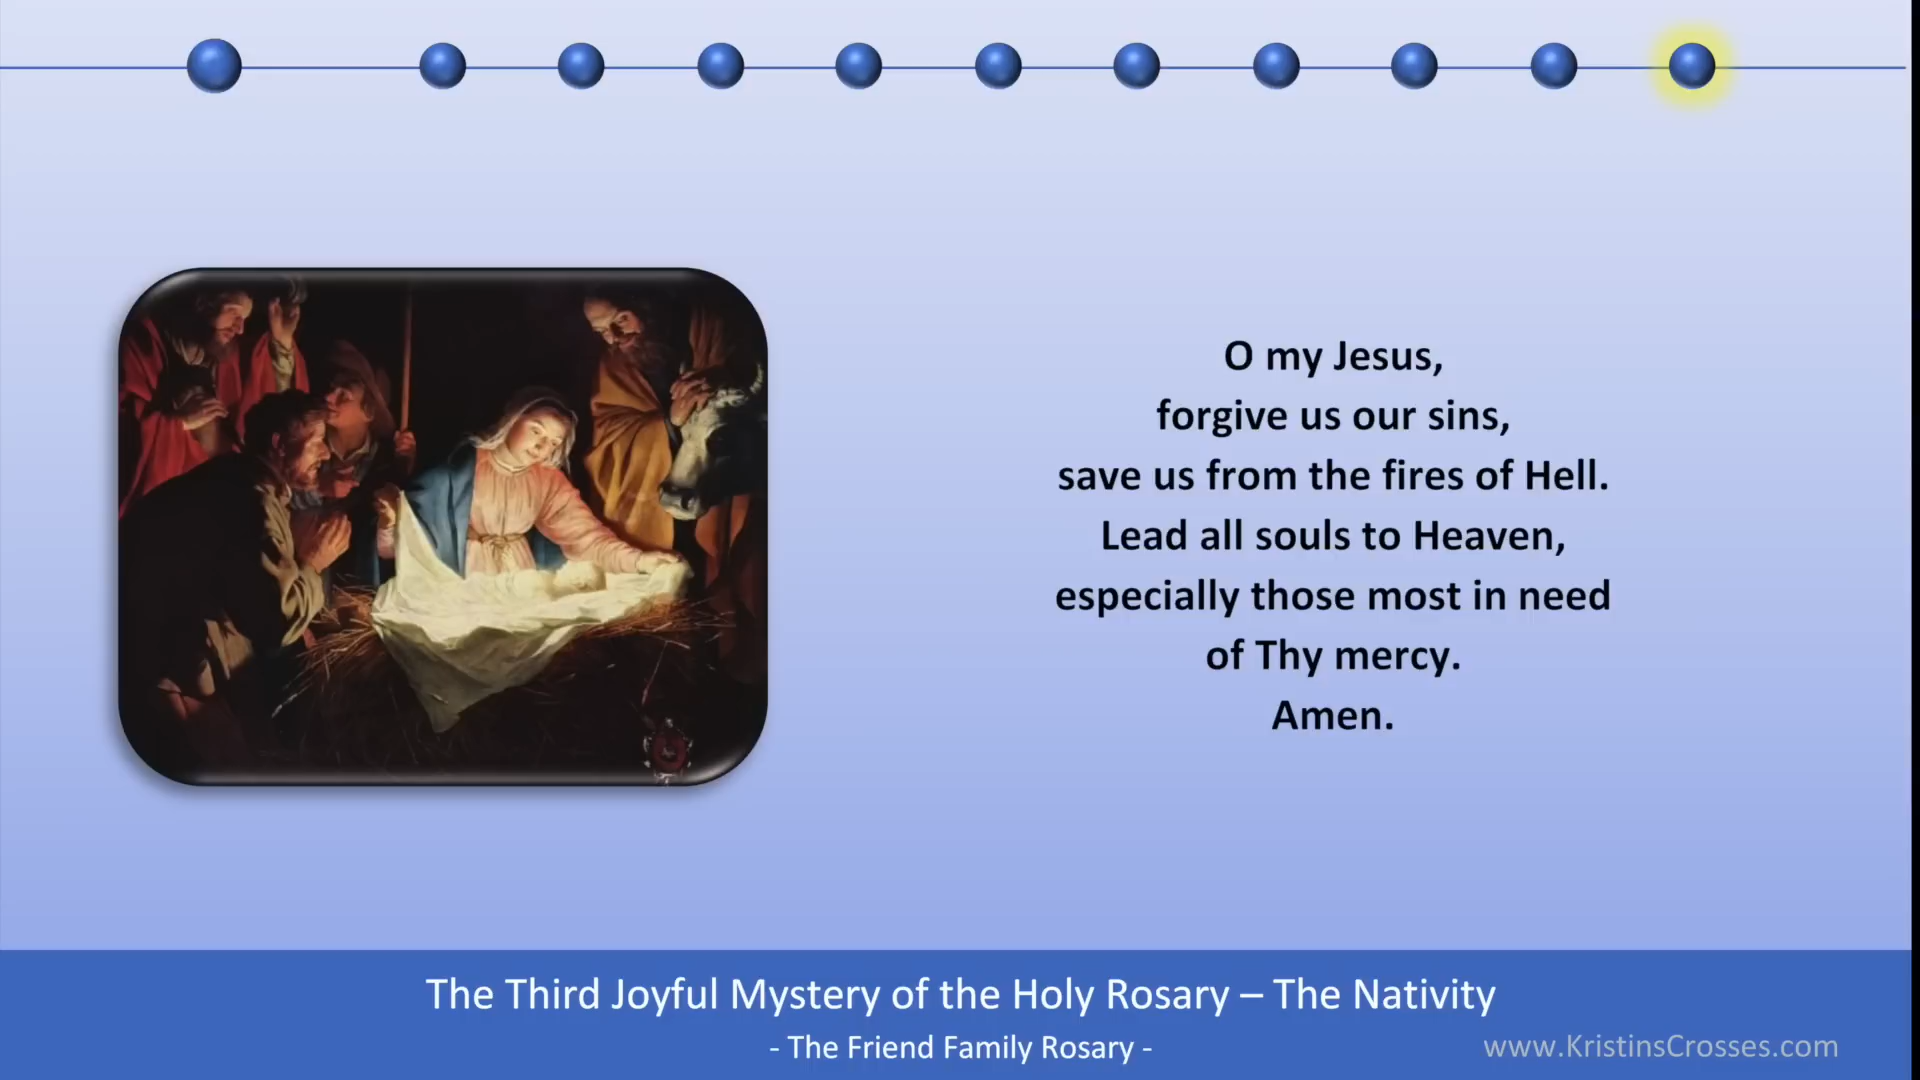 O my Jesus,
forgive us our sins,
save us from the fires of Hell.
Lead all souls to Heaven,
especially those most in need
of Thy mercy.
Amen.
The Third Joyful Mystery of the Holy Rosary – The Nativity
- The Friend Family Rosary -
www.KristinsCrosses.com